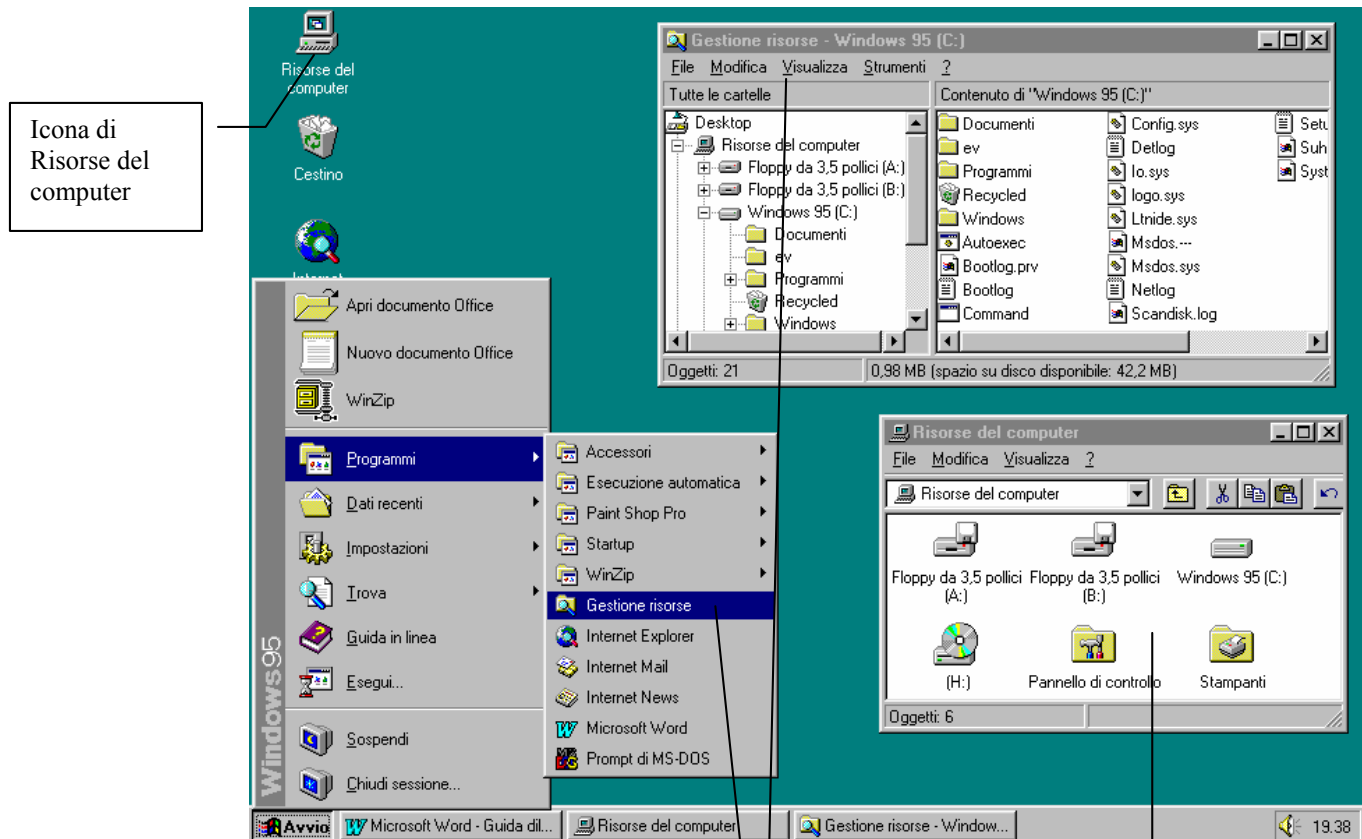 Icona di
Risorse del
computer
Risorse del
computer
Cestino
Internet
Gestione risorse - Windows 95 (C:)
File Modifica Visualizza Strumenti ?
Tutte le cartelle
Contenuto di "Windows 95 (C:)"
Desktop
Risorse del computer
Floppy da 3,5 pollici (A:)
Floppy da 3,5 pollici (B:)
Windows 95 (C:)
Documenti
ev
Programmi
Recycled
Windows
Documenti
ev
Programmi
Recycled
Windows
Autoexec
Bootlog.prv
Bootlog
Command
Config.sys
Detlog
Io.sys
logo.sys
Ltnide.sys
Msdos.---
Msdos.sys
Netlog
Scandisk.log
Setu
Suh
Syst
Oggetti: 21
0,98 MB (spazio su disco disponibile: 42,2 MB)
Risorse del computer
File Modifica Visualizza ?
Risorse del computer
Floppy da 3,5 pollici
(A:)
Floppy da 3,5 pollici
(B:)
Windows 95 (C:)
(H:)
Pannello di controllo
Stampanti
Oggetti: 6
Windows 95
Apri documento Office
Nuovo documento Office
WinZip
Programmi
Dati recenti
Impostazioni
Trova
Guida in linea
Esegui...
Sospendi
Chiudi sessione...
Accessori
Esecuzione automatica
Paint Shop Pro
Startup
WinZip
Gestione risorse
Internet Explorer
Internet Mail
Internet News
Microsoft Word
Prompt di MS-DOS
Avvio
Microsoft Word - Guida dil...
Risorse del computer
Gestione risorse - Window...
19.38